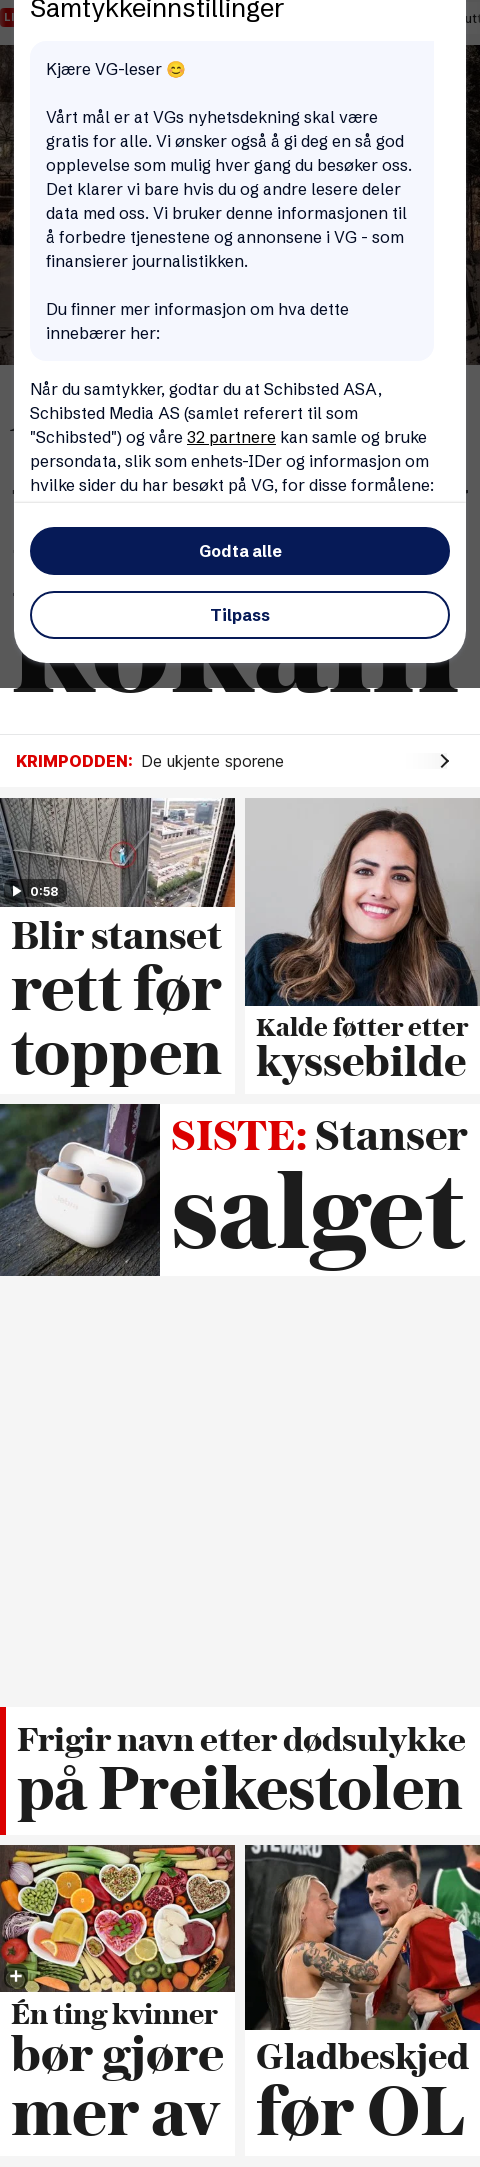 Samtykkeinnstillinger
Kjære VG-leser 😊
Vårt mål er at VGs nyhetsdekning skal være
gratis for alle. Vi ønsker også å gi deg en så god
opplevelse som mulig hver gang du besøker oss.
Det klarer vi bare hvis du og andre lesere deler
data med oss. Vi bruker denne informasjonen til
å forbedre tjenestene og annonsene i VG - som
finansierer journalistikken.
Du finner mer informasjon om hva dette
innebærer her:
Når du samtykker, godtar du at Schibsted ASA,
Schibsted Media AS (samlet referert til som
"Schibsted") og våre 32 partnere kan samle og bruke
persondata, slik som enhets-IDer og informasjon om
hvilke sider du har besøkt på VG, for disse formålene:
Godta alle
Tilpass
KRIMPODDEN: De ukjente sporene
0:58
Blir stanset
rett før
toppen
Kalde føtter etter
kyssebilde
SISTE: Stanser
salget
Frigir navn etter dødsulykke
på Preikestolen
Én ting kvinner
bør gjøre
mer av
Gladbeskjed
før OL